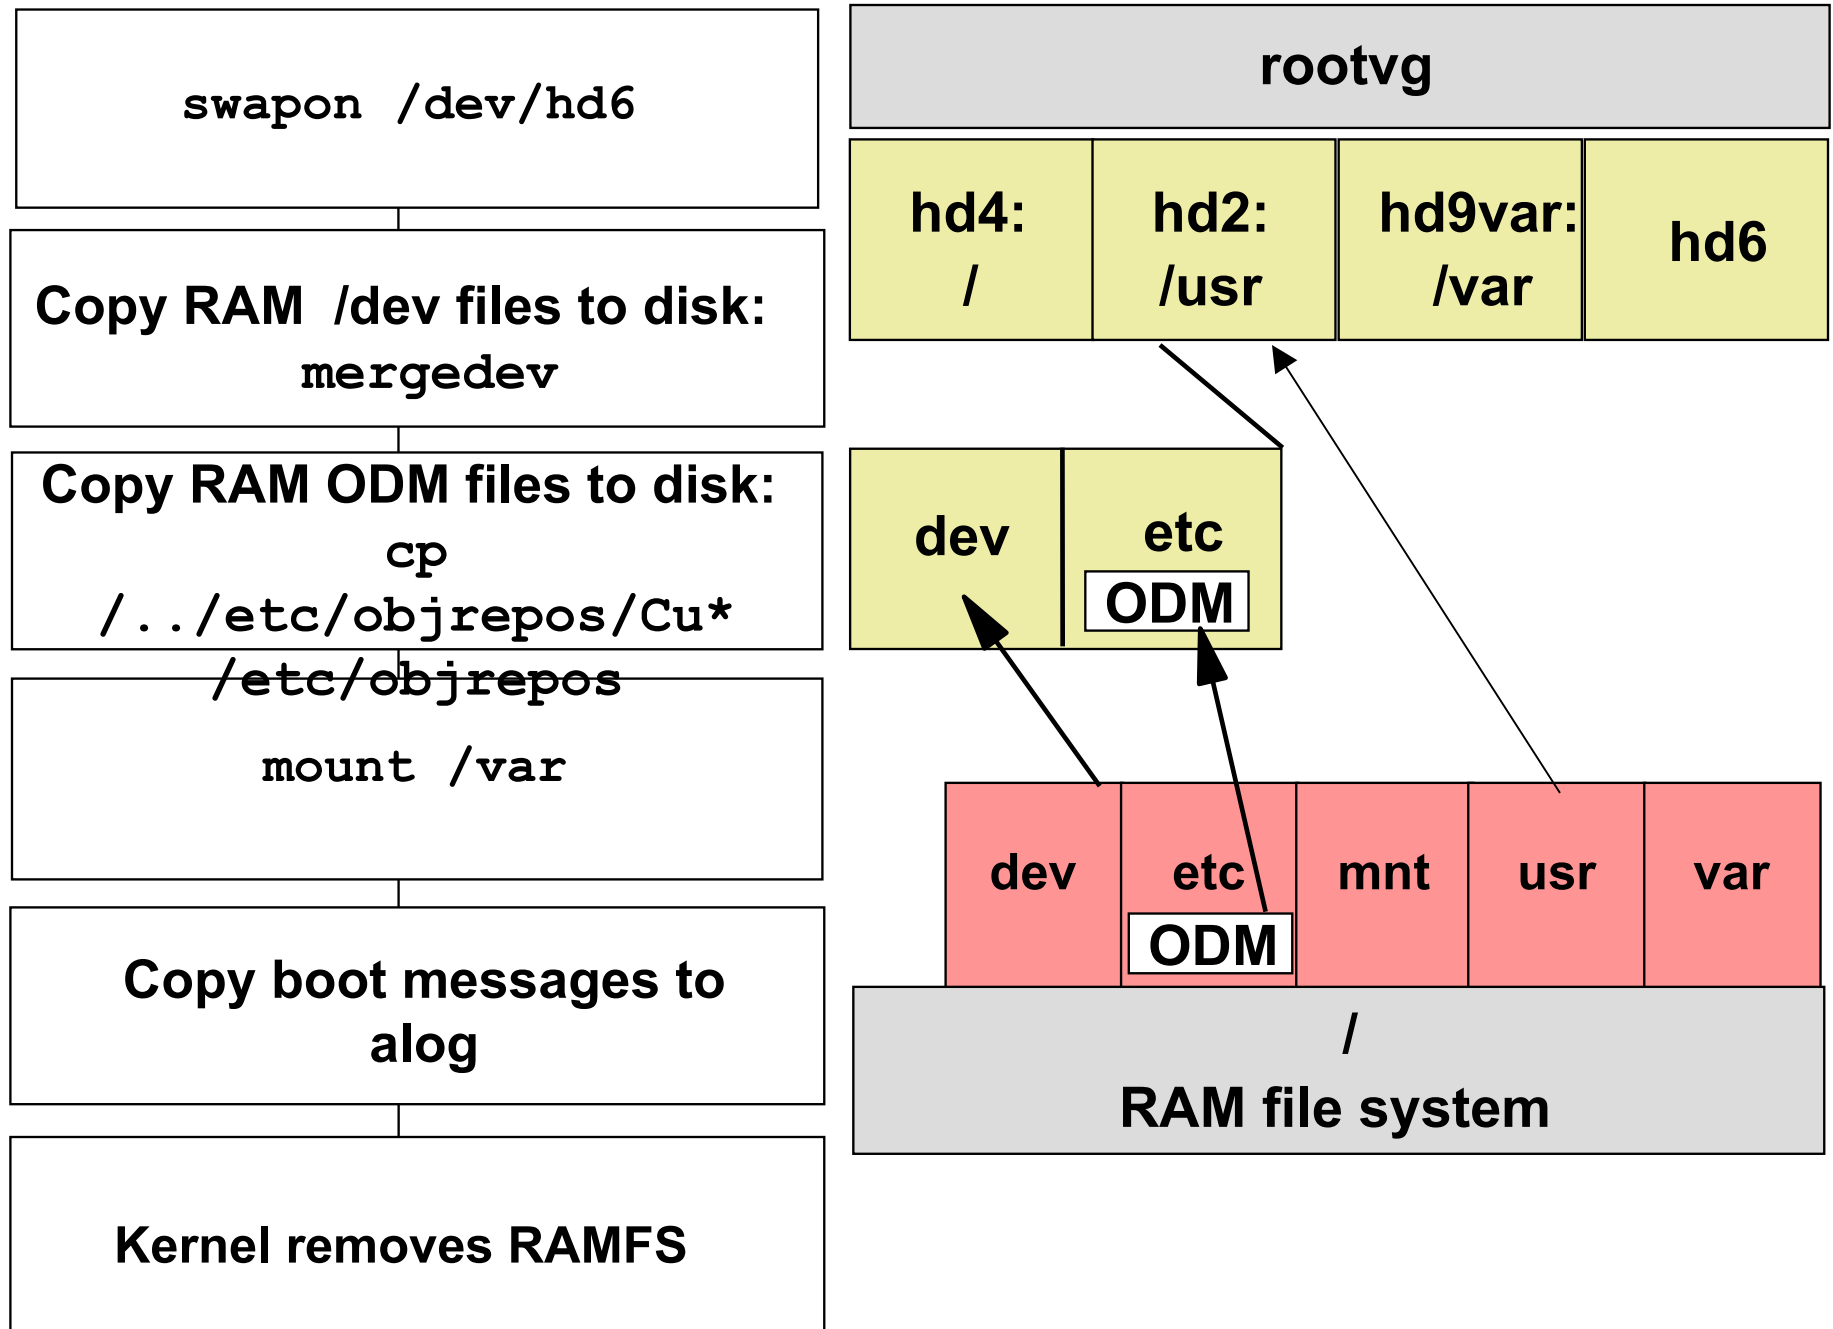 swapon /dev/hd6
Copy RAM /dev files to disk:
mergedev
Copy RAM ODM files to disk:
cp
/../etc/objrepos/Cu*
/etc/objrepos
mount /var
Copy boot messages to
alog
Kernel removes RAMFS
rootvg
hd4:
/
hd2:
/usr
hd9var:
/var
hd6
dev
etc
ODM
dev
etc
ODM
mnt
usr
var
/
RAM file system